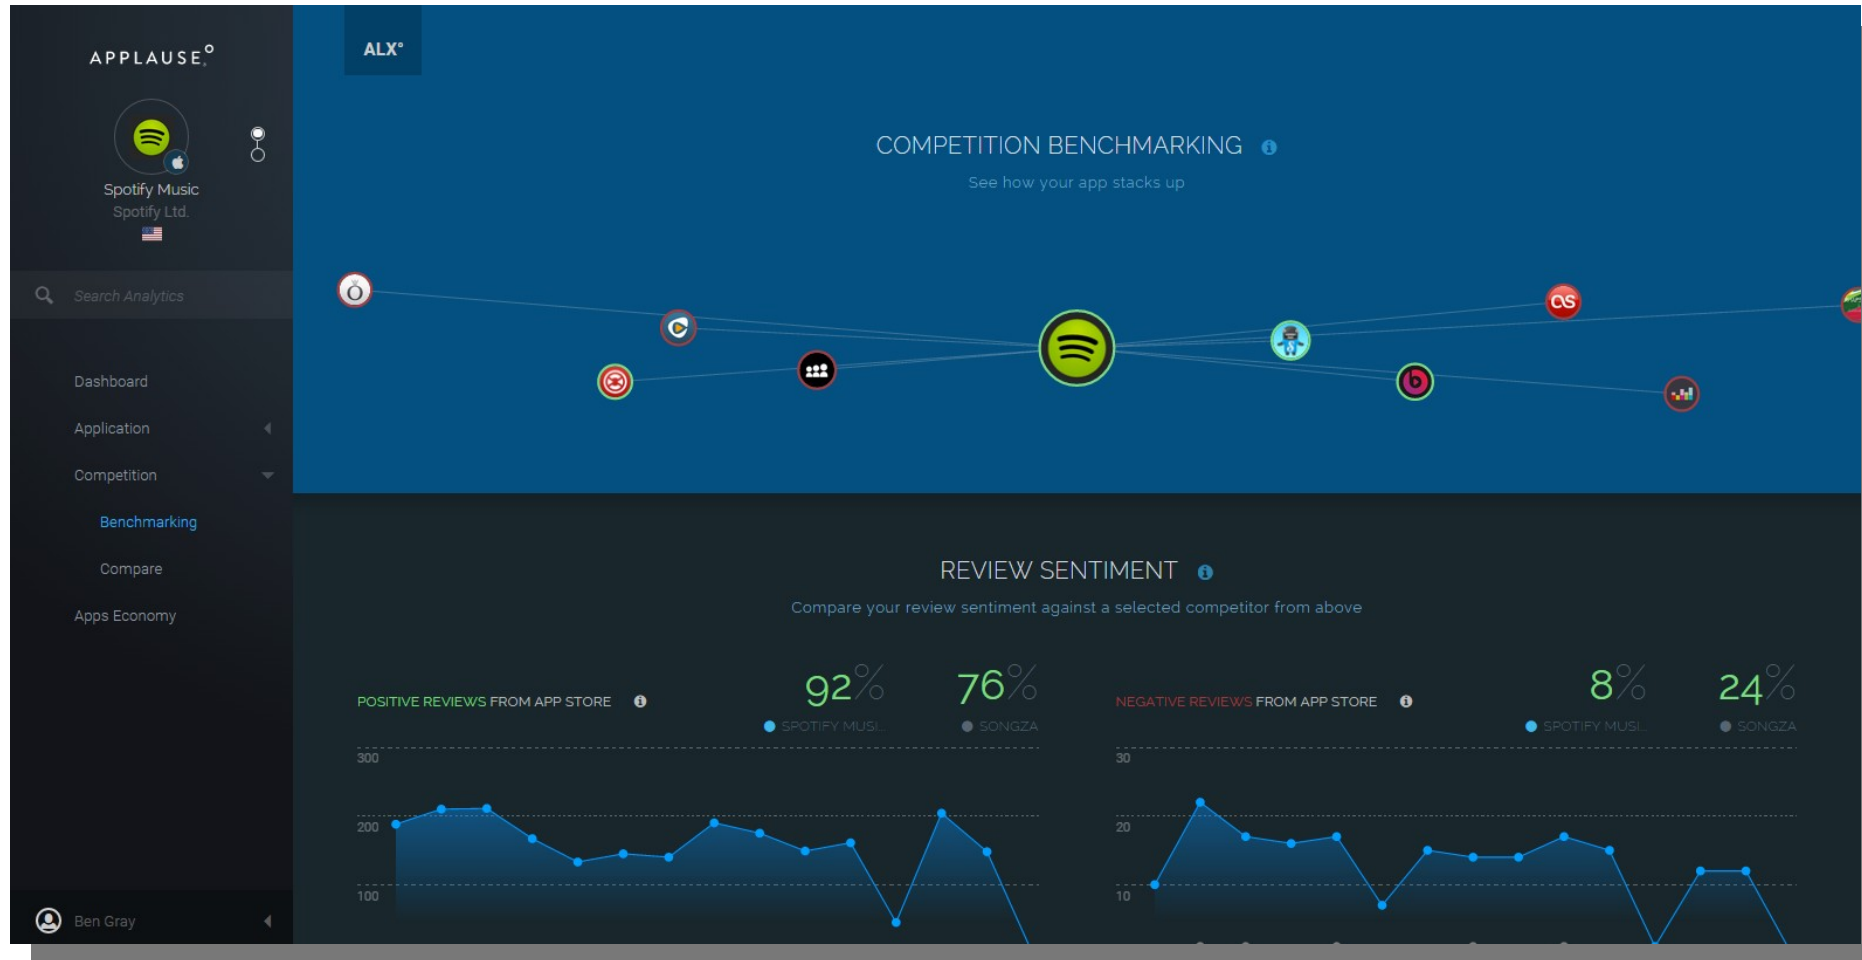 APPLAUSE°
Spotify Music
Spotify Ltd.
Search Analytics
Dashboard
Application
Competition
Benchmarking
Compare
Apps Economy
Ben Gray
ALX°
COMPETITION BENCHMARKING
See how your app stacks up
REVIEW SENTIMENT
Compare your review sentiment against a selected competitor from above
POSITIVE REVIEWS FROM APP STORE
92%
SPOTIFY MUSI...
76%
SONGZA
300
200
100
NEGATIVE REVIEWS FROM APP STORE
8%
SPOTIFY MUSI...
24%
SONGZA
30
20
10